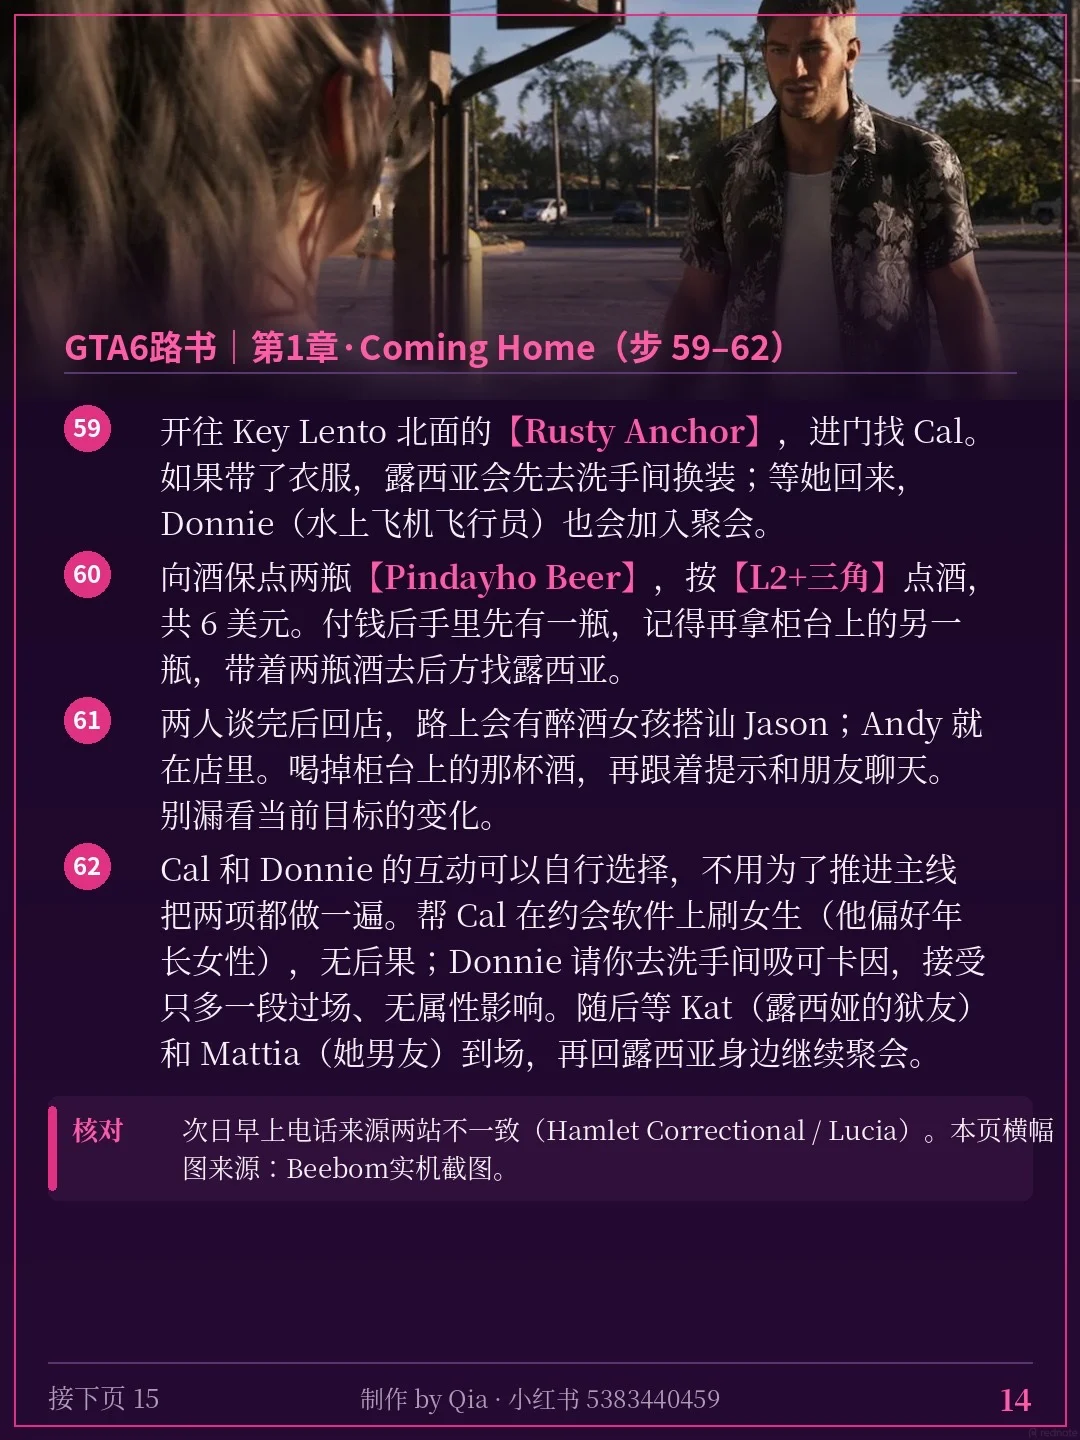 GTA6路书｜第1章·Coming Home（步 59–62）
59
开往 Key Lento 北面的【Rusty Anchor】，进门找 Cal。
如果带了衣服，露西亚会先去洗手间换装；等她回来，
Donnie（水上飞机飞行员）也会加入聚会。
60
向酒保点两瓶【Pindayho Beer】，按【L2+三角】点酒，
共 6 美元。付钱后手里先有一瓶，记得再拿柜台上的另一
瓶，带着两瓶酒去后方找露西亚。
61
两人谈完后回店，路上会有醉酒女孩搭讪 Jason；Andy 就
在店里。喝掉柜台上的那杯酒，再跟着提示和朋友聊天。
别漏看当前目标的变化。
62
Cal 和 Donnie 的互动可以自行选择，不用为了推进主线
把两项都做一遍。帮 Cal 在约会软件上刷女生（他偏好年
长女性），无后果；Donnie 请你去洗手间吸可卡因，接受
只多一段过场、无属性影响。随后等 Kat（露西娅的狱友）
和 Mattia（她男友）到场，再回露西亚身边继续聚会。
核对
次日早上电话来源两站不一致（Hamlet Correctional / Lucia）。本页横幅
图来源：Beebom实机截图。
接下页 15
制作 by Qia · 小红书 5383440459
14
rednote